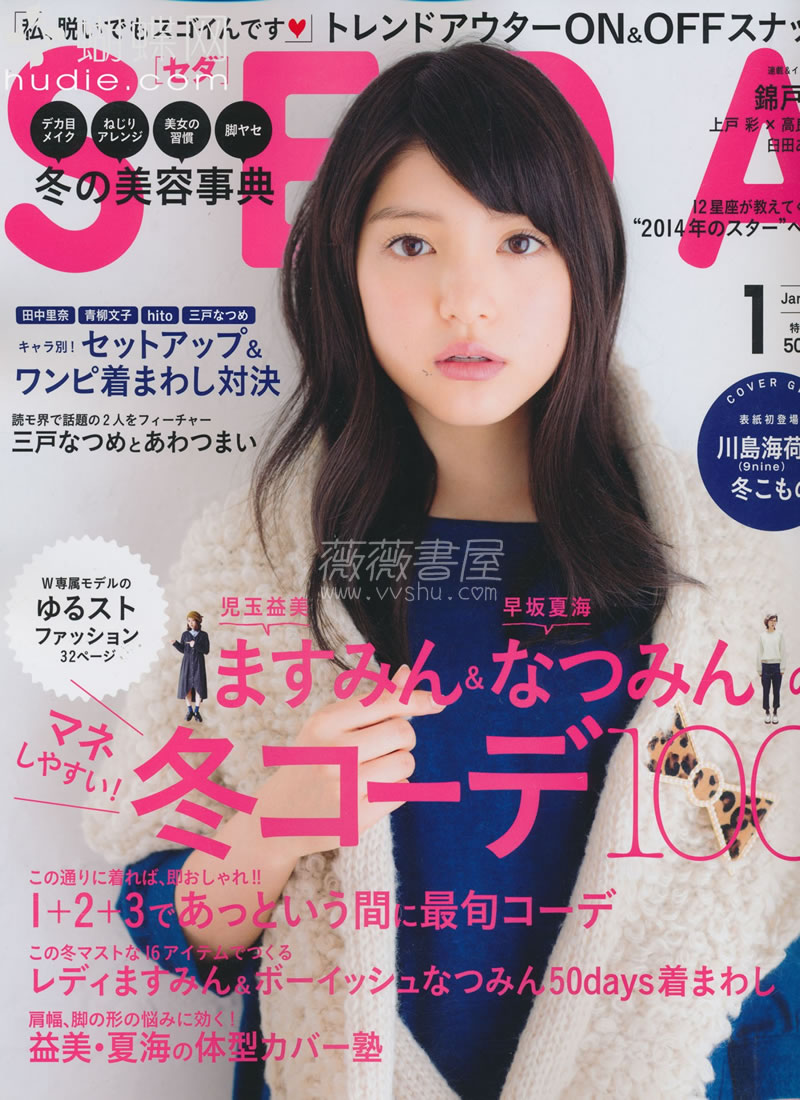 「私、脱いでもスゴイんです♥」トレンドアウターON&OFFスナッ
蝴蝶网
hudie.com
SEDA
[セダ]
デカ目
メイク
ねじり
アレンジ
美女の
習慣
脚ヤセ
冬の美容事典
連載&イ
錦戸
上戸 彩×高良
臼田あ
12星座が教えてく
“2014年のスター”へ
1
Jan
特
50
田中里奈 青柳文子 hito 三戸なつめ
キャラ別！セットアップ&
ワンピ着まわし対決
読モ界で話題の2人をフィーチャー
三戸なつめとあわつまい
COVER GI
表紙初登場
川島海荷
(9nine)
冬こもの
薇薇書屋
www.vvshu.com
W専属モデルの
ゆるスト
ファッション
32ページ
児玉益美
早坂夏海
ますみん&なつみんの
マネ
しやすい！
冬コーデ100
この通りに着れば、即おしゃれ!!
1+2+3であっという間に最旬コーデ
この冬マストな16アイテムでつくる
レディますみん&ボーイッシュなつみん50days着まわし
肩幅、脚の形の悩みに効く！
益美・夏海の体型カバー塾